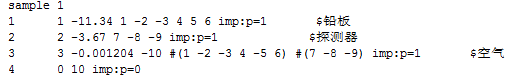 sample 1
1 1 -11.34 1 -2 -3 4 5 6 imp:p=1 $铅板
2 2 -3.67 7 -8 -9 imp:p=1 $探测器
3 3 -0.001204 -10 #(1 -2 -3 4 -5 6) #(7 -8 -9) imp:p=1 $空气
4 0 10 imp:p=0